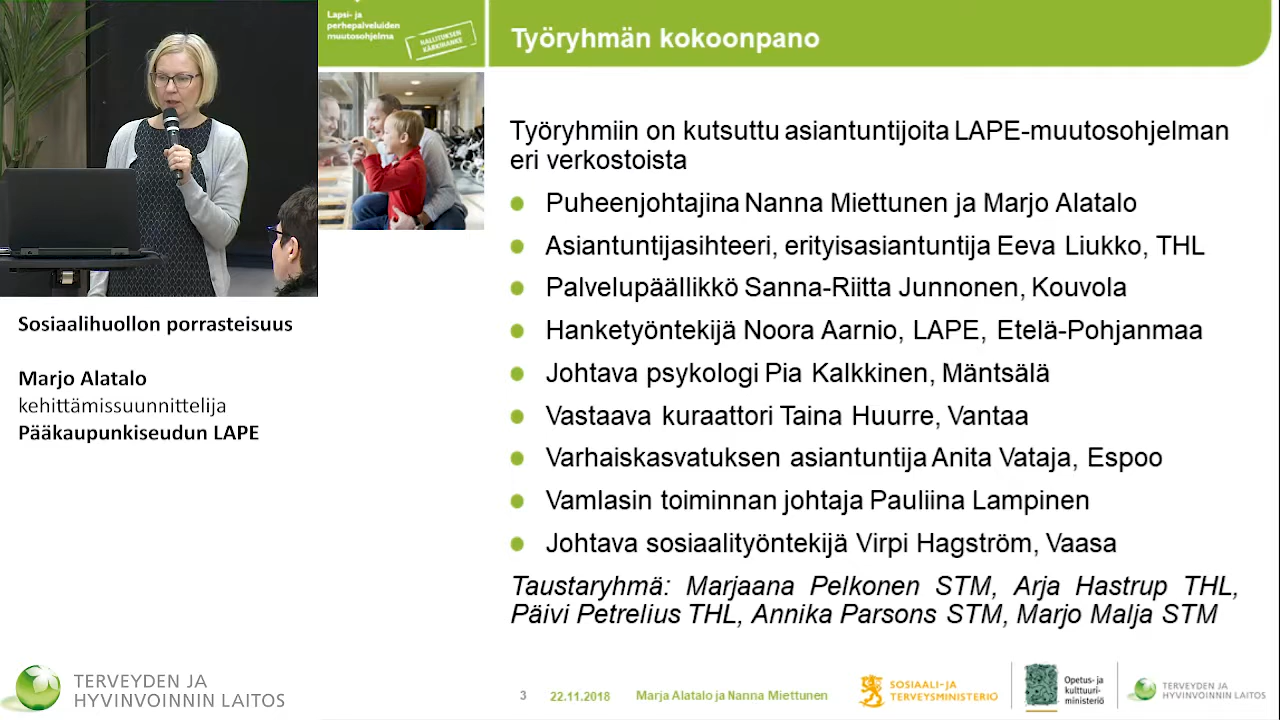 Lapsi- ja
perhepalveluiden
muutosohjelma
HALLITUKSEN
KÄRKIHANKE
Työryhmän kokoonpano
Työryhmiin on kutsuttu asiantuntijoita LAPE-muutosohjelman
eri verkostoista
Puheenjohtajina Nanna Miettunen ja Marjo Alatalo
Asiantuntijasihteeri, erityisasiantuntija Eeva Liukko, THL
Palvelupäällikkö Sanna-Riitta Junnonen, Kouvola
Hanketyöntekijä Noora Aarnio, LAPE, Etelä-Pohjanmaa
Johtava psykologi Pia Kalkkinen, Mäntsälä
Vastaava kuraattori Taina Huurre, Vantaa
Varhaiskasvatuksen asiantuntija Anita Vataja, Espoo
Vamlasin toiminnan johtaja Pauliina Lampinen
Johtava sosiaalityöntekijä Virpi Hagström, Vaasa
Taustaryhmä: Marjaana Pelkonen STM, Arja Hastrup THL,
Päivi Petrelius THL, Annika Parsons STM, Marjo Malja STM
Sosiaalihuollon porrasteisuus
Marjo Alatalo
kehittämissuunnittelija
Pääkaupunkiseudun LAPE
TERVEYDEN JA
HYVINVOINNIN LAITOS
3
22.11.2018
Marja Alatalo ja Nanna Miettunen
SOSIAALI- JA
TERVEYSMINISTERIÖ
Opetus- ja
kulttuuri-
ministeriö
TERVEYDEN JA
HYVINVOINNIN LAITOS